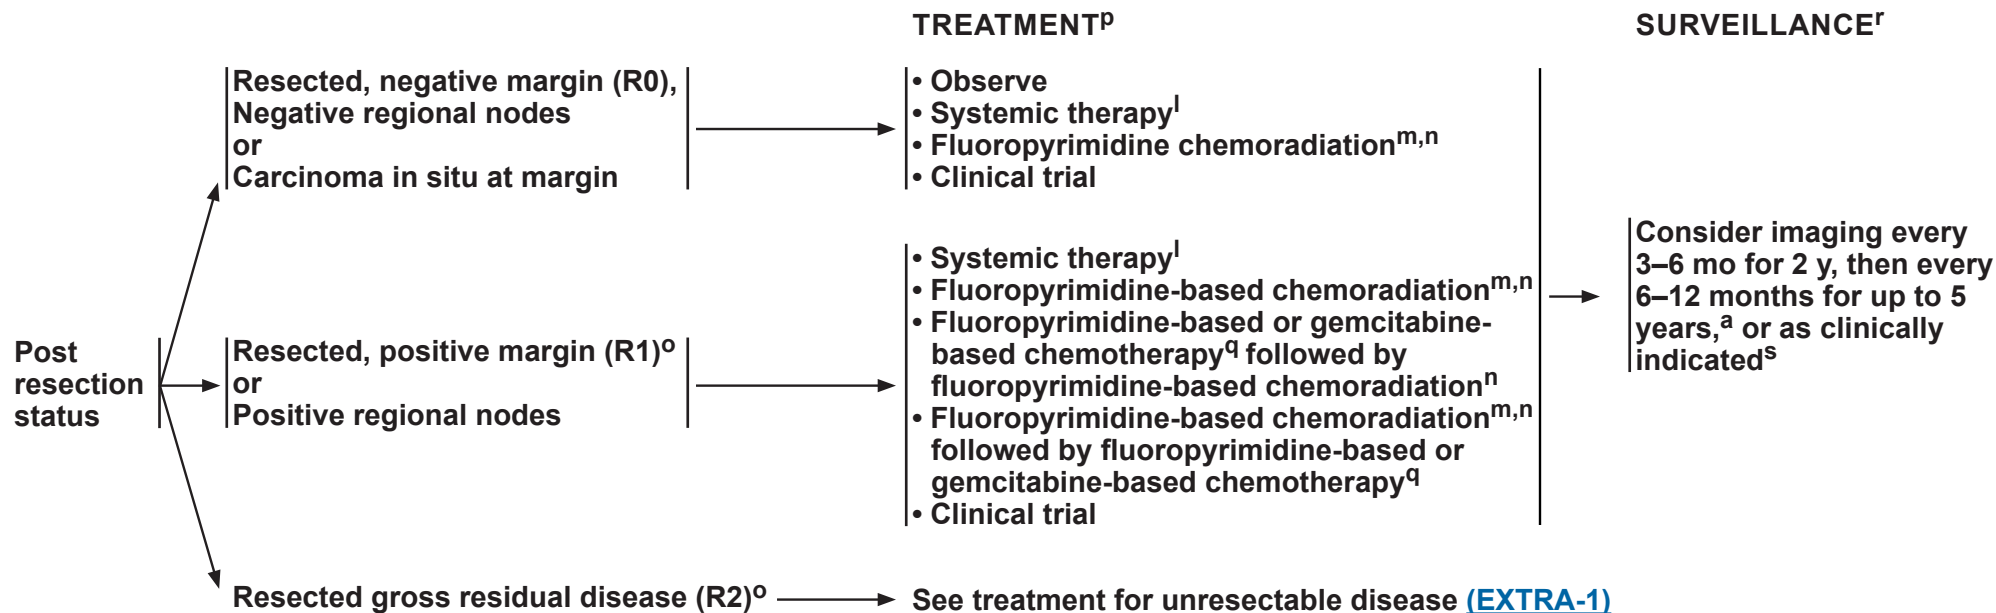 TREATMENTp
SURVEILLANCEr
Post
resection
status
Resected, negative margin (R0),
Negative regional nodes
or
Carcinoma in situ at margin
• Observe
• Systemic therapyl
• Fluoropyrimidine chemoradiationm,n
• Clinical trial
Resected, positive margin (R1)o
or
Positive regional nodes
• Systemic therapyl
• Fluoropyrimidine-based chemoradiationm,n
• Fluoropyrimidine-based or gemcitabine-
based chemotherapyq followed by
fluoropyrimidine-based chemoradiationn
• Fluoropyrimidine-based chemoradiationm,n
followed by fluoropyrimidine-based or
gemcitabine-based chemotherapyq
• Clinical trial
Consider imaging every
3–6 mo for 2 y, then every
6–12 months for up to 5
years,a or as clinically
indicateds
Resected gross residual disease (R2)o
See treatment for unresectable disease (EXTRA-1)